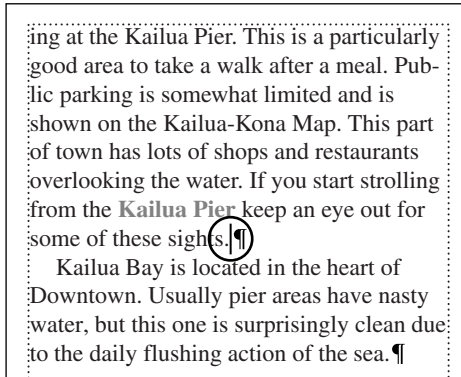 ing at the Kailua Pier. This is a particularly
good area to take a walk after a meal. Pub-
lic parking is somewhat limited and is
shown on the Kailua-Kona Map. This part
of town has lots of shops and restaurants
overlooking the water. If you start strolling
from the Kailua Pier keep an eye out for
some of these sights.¶
Kailua Bay is located in the heart of
Downtown. Usually pier areas have nasty
water, but this one is surprisingly clean due
to the daily flushing action of the sea.¶